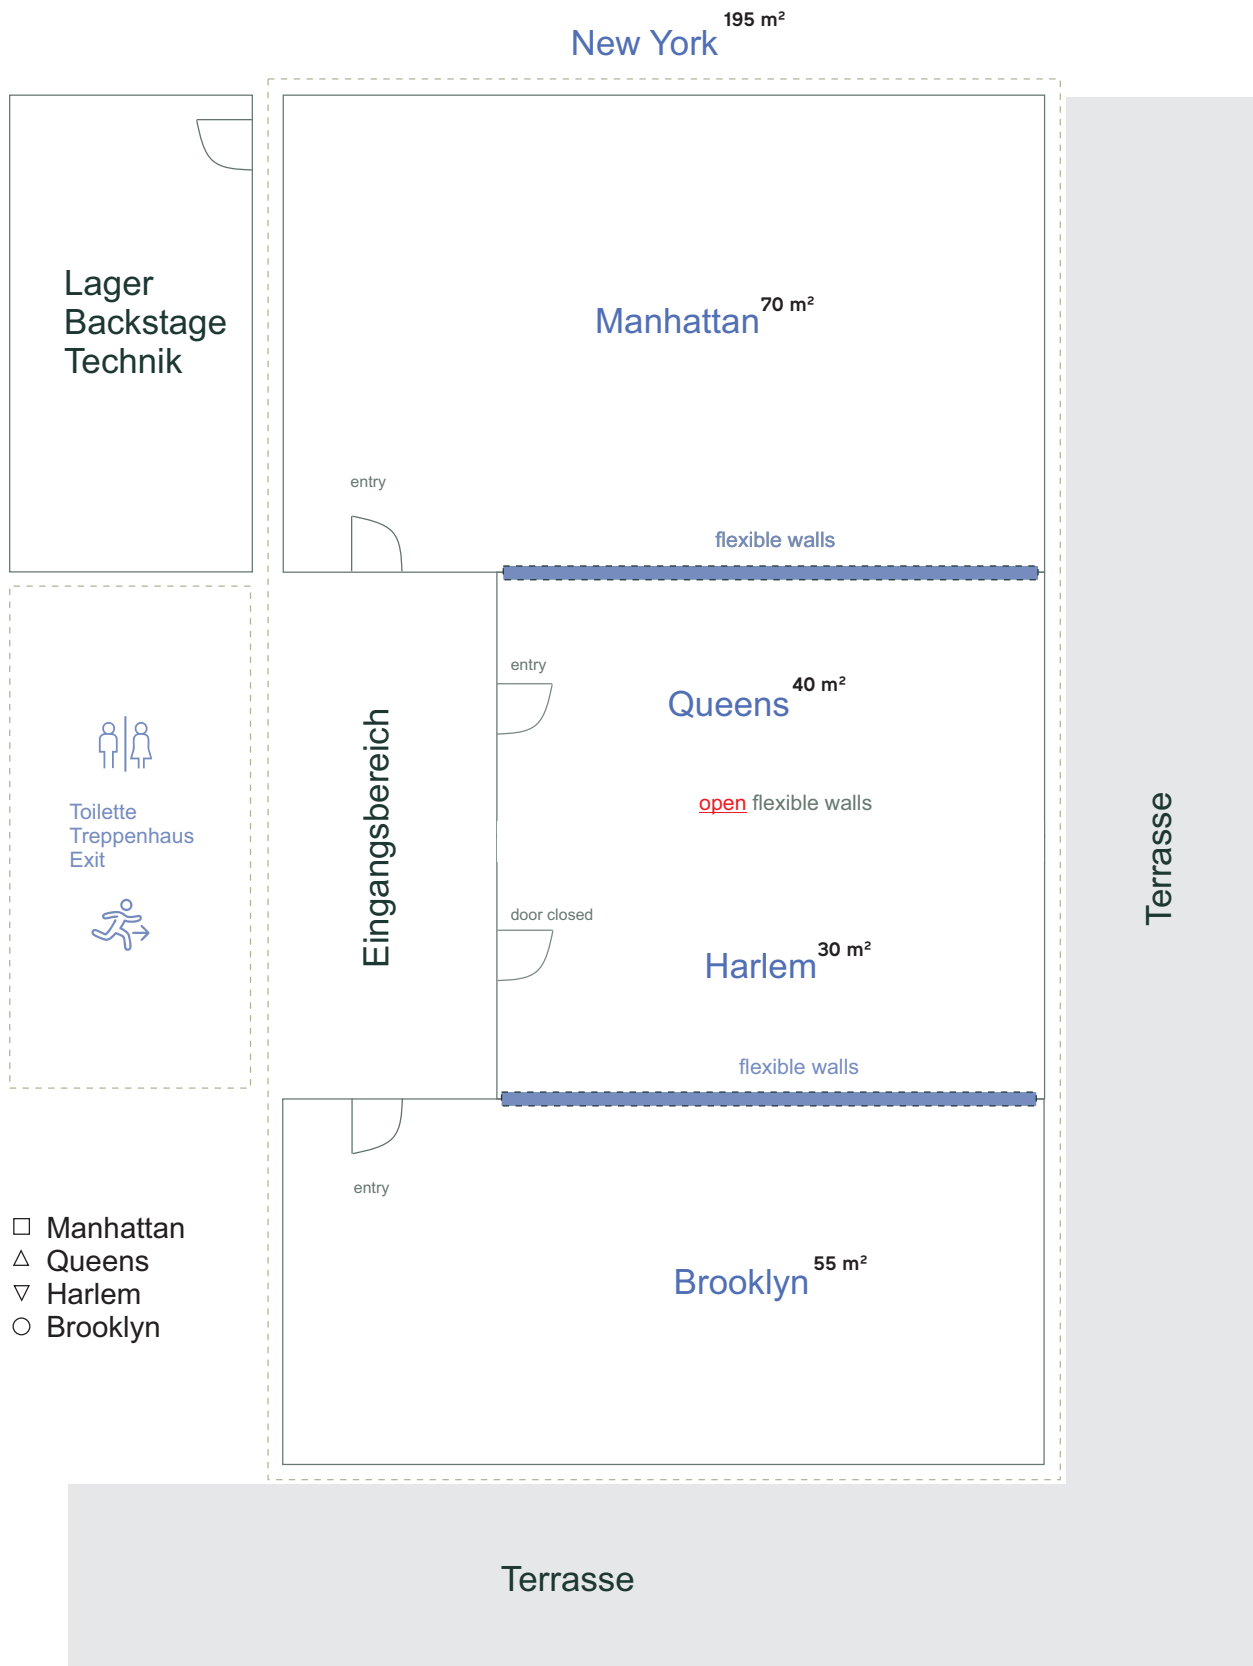 New York 195 m²
Lager
Backstage
Technik
Manhattan 70 m²
entry
flexible walls
entry
Queens 40 m²
Eingangsbereich
open flexible walls
Toilette
Treppenhaus
Exit
door closed
Harlem 30 m²
flexible walls
Terrasse
entry
Manhattan
Queens
Harlem
Brooklyn
Brooklyn 55 m²
Terrasse